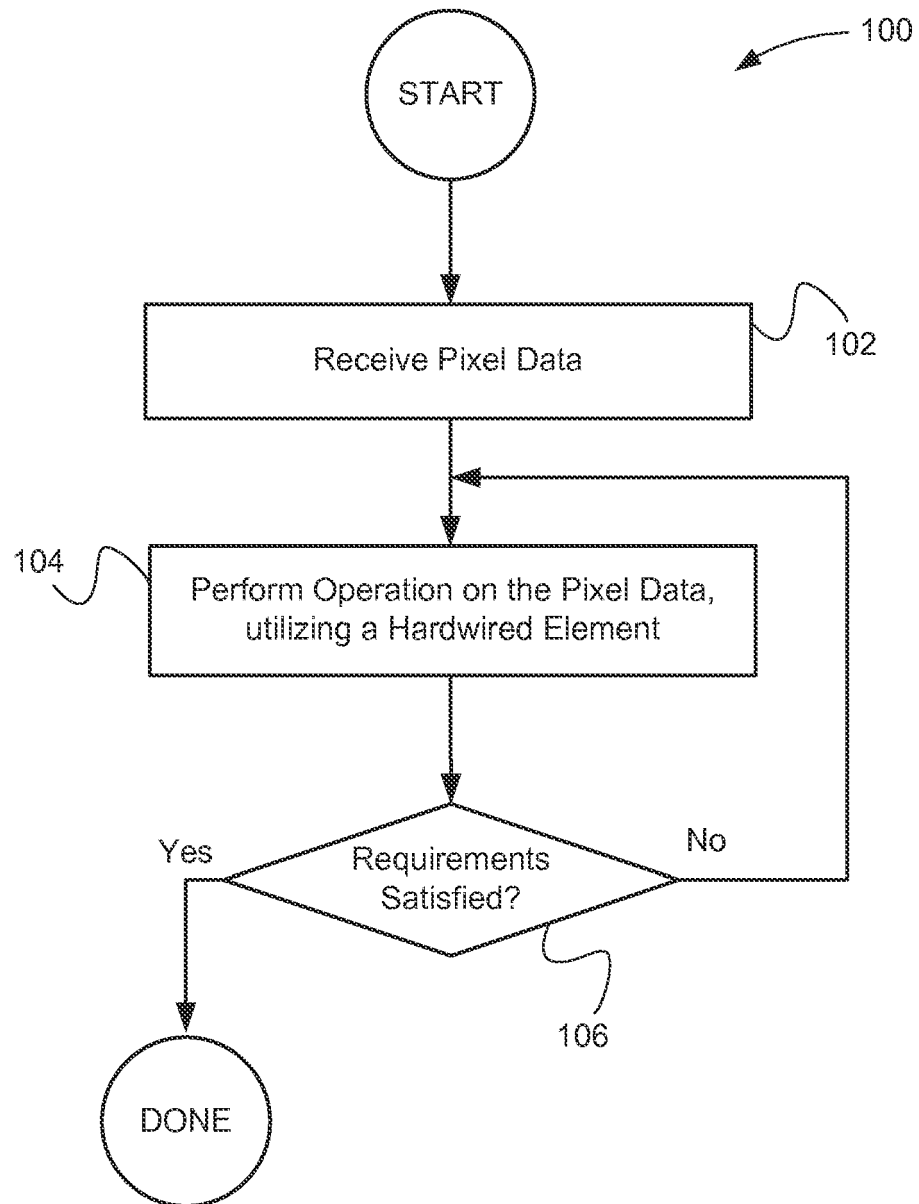 100
START
Receive Pixel Data
102
104
Perform Operation on the Pixel Data,
utilizing a Hardwired Element
Yes
Requirements
Satisfied?
No
106
DONE